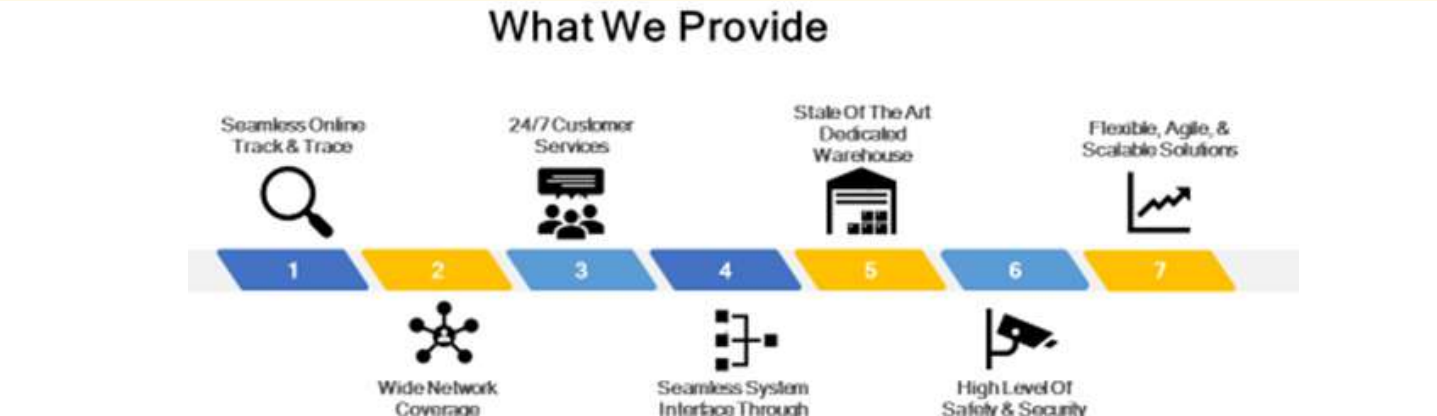 What We Provide
Seamless Online
Track & Trace
24/7 Customer
Services
State Of The Art
Dedicated
Warehouse
Flexible, Agile, &
Scalable Solutions
1 2 3 4 5 6 7
Wide Network
Coverage
Seamless System
Interface Through
High Level Of
Safety & Security